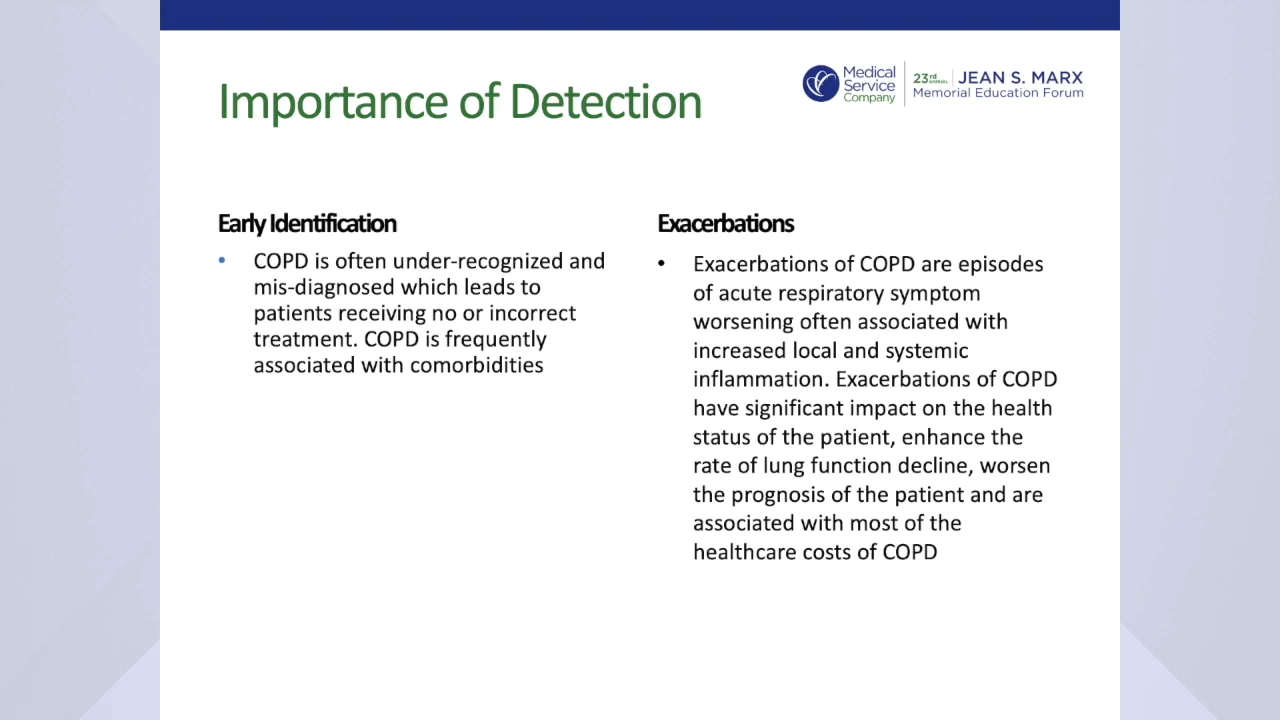 Importance of Detection
Medical
Service
Company
23rd
ANNUAL
JEAN S. MARX
Memorial Education Forum
Early Identification
• COPD is often under-recognized and
mis-diagnosed which leads to
patients receiving no or incorrect
treatment. COPD is frequently
associated with comorbidities
Exacerbations
• Exacerbations of COPD are episodes
of acute respiratory symptom
worsening often associated with
increased local and systemic
inflammation. Exacerbations of COPD
have significant impact on the health
status of the patient, enhance the
rate of lung function decline, worsen
the prognosis of the patient and are
associated with most of the
healthcare costs of COPD